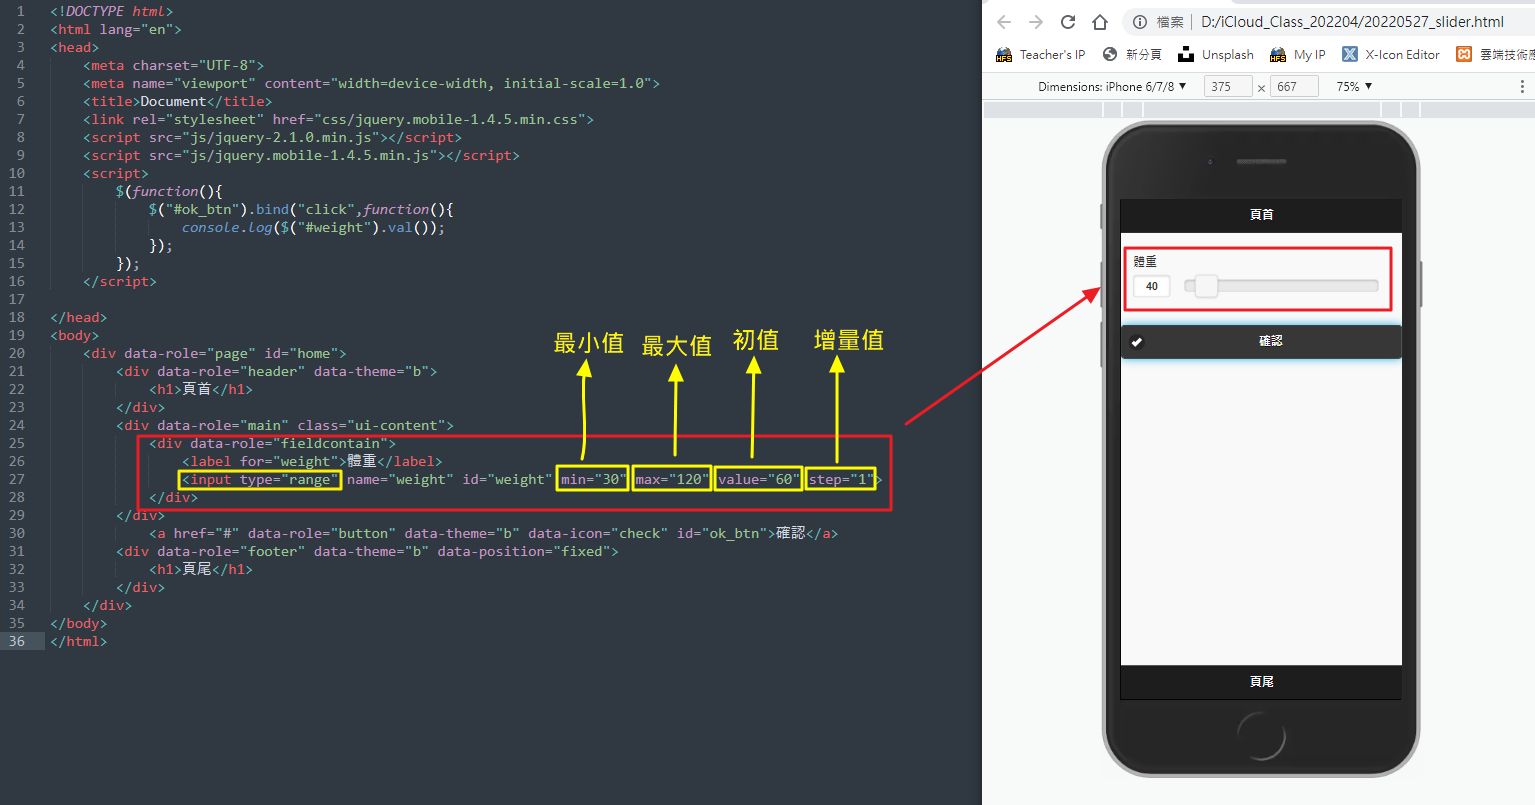 1 <!DOCTYPE html>
2 <html lang="en">
3 <head>
4 <meta charset="UTF-8">
5 <meta name="viewport" content="width=device-width, initial-scale=1.0">
6 <title>Document</title>
7 <link rel="stylesheet" href="css/jquery.mobile-1.4.5.min.css">
8 <script src="js/jquery-2.1.0.min.js"></script>
9 <script src="js/jquery.mobile-1.4.5.min.js"></script>
10 <script>
11 $(function(){
12 $("#ok_btn").bind("click",function(){
13 console.log($("#weight").val());
14 });
15 });
16 </script>
17
18 </head>
19 <body>
最小值 最大值 初值 增量值
20 <div data-role="page" id="home">
21 <div data-role="header" data-theme="b">
22 <h1>頁首</h1>
23 </div>
24 <div data-role="main" class="ui-content">
25 <div data-role="fieldcontain">
26 <label for="weight">體重</label>
27 <input type="range" name="weight" id="weight" min="30" max="120" value="60" step="1">
28 </div>
29 </div>
30 <a href="#" data-role="button" data-theme="b" data-icon="check" id="ok_btn">確認</a>
31 <div data-role="footer" data-theme="b" data-position="fixed">
32 <h1>頁尾</h1>
33 </div>
34 </div>
35 </body>
36 </html>
檔案 | D:/iCloud_Class_202204/20220527_slider.html
Teacher's IP 新分頁 Unsplash My IP X-Icon Editor 雲端技術
Dimensions: iPhone 6/7/8 ▼ 375 × 667 75% ▼
頁首
體重
40
確認
頁尾